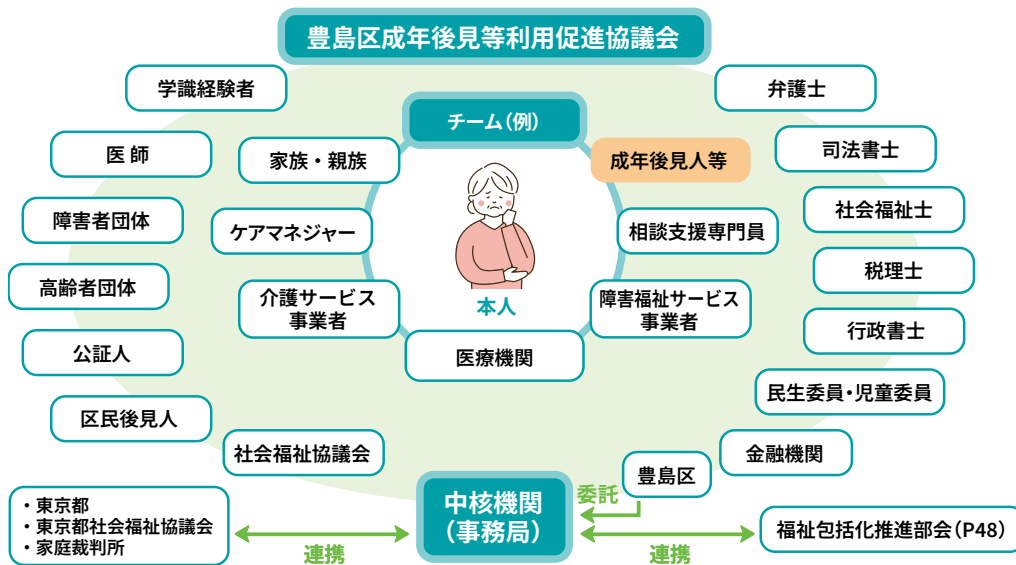 豊島区成年後見等利用促進協議会
学識経験者
弁護士
チーム（例）
医 師
家族・親族
成年後見人等
司法書士
障害者団体
ケアマネジャー
相談支援専門員
社会福祉士
高齢者団体
介護サービス
事業者
本人
障害福祉サービス
事業者
税理士
公証人
医療機関
行政書士
区民後見人
民生委員・児童委員
社会福祉協議会
金融機関
豊島区
委託
・東京都
・東京都社会福祉協議会
・家庭裁判所
連携
中核機関
（事務局）
連携
福祉包括化推進部会（P48）